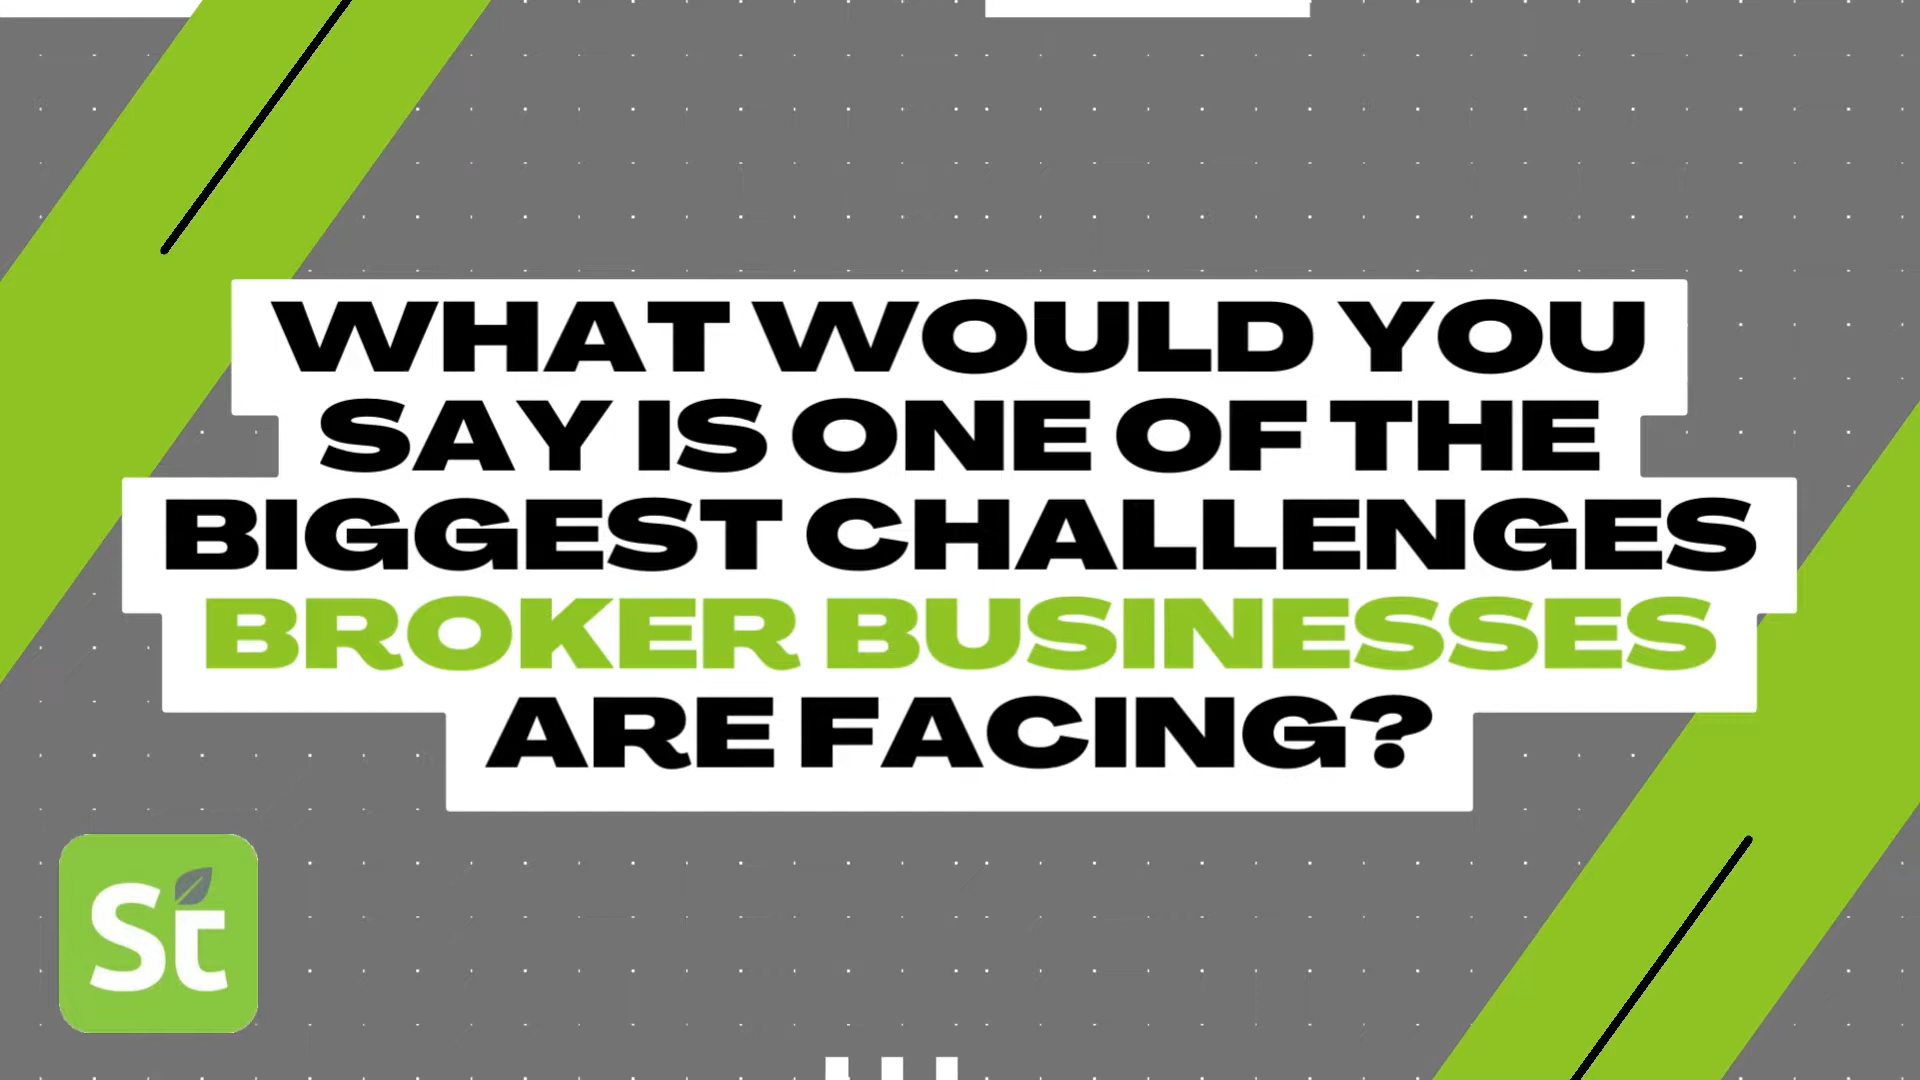 WHAT WOULD YOU
SAY IS ONE OF THE
BIGGEST CHALLENGES
BROKER BUSINESSES
ARE FACING?
St